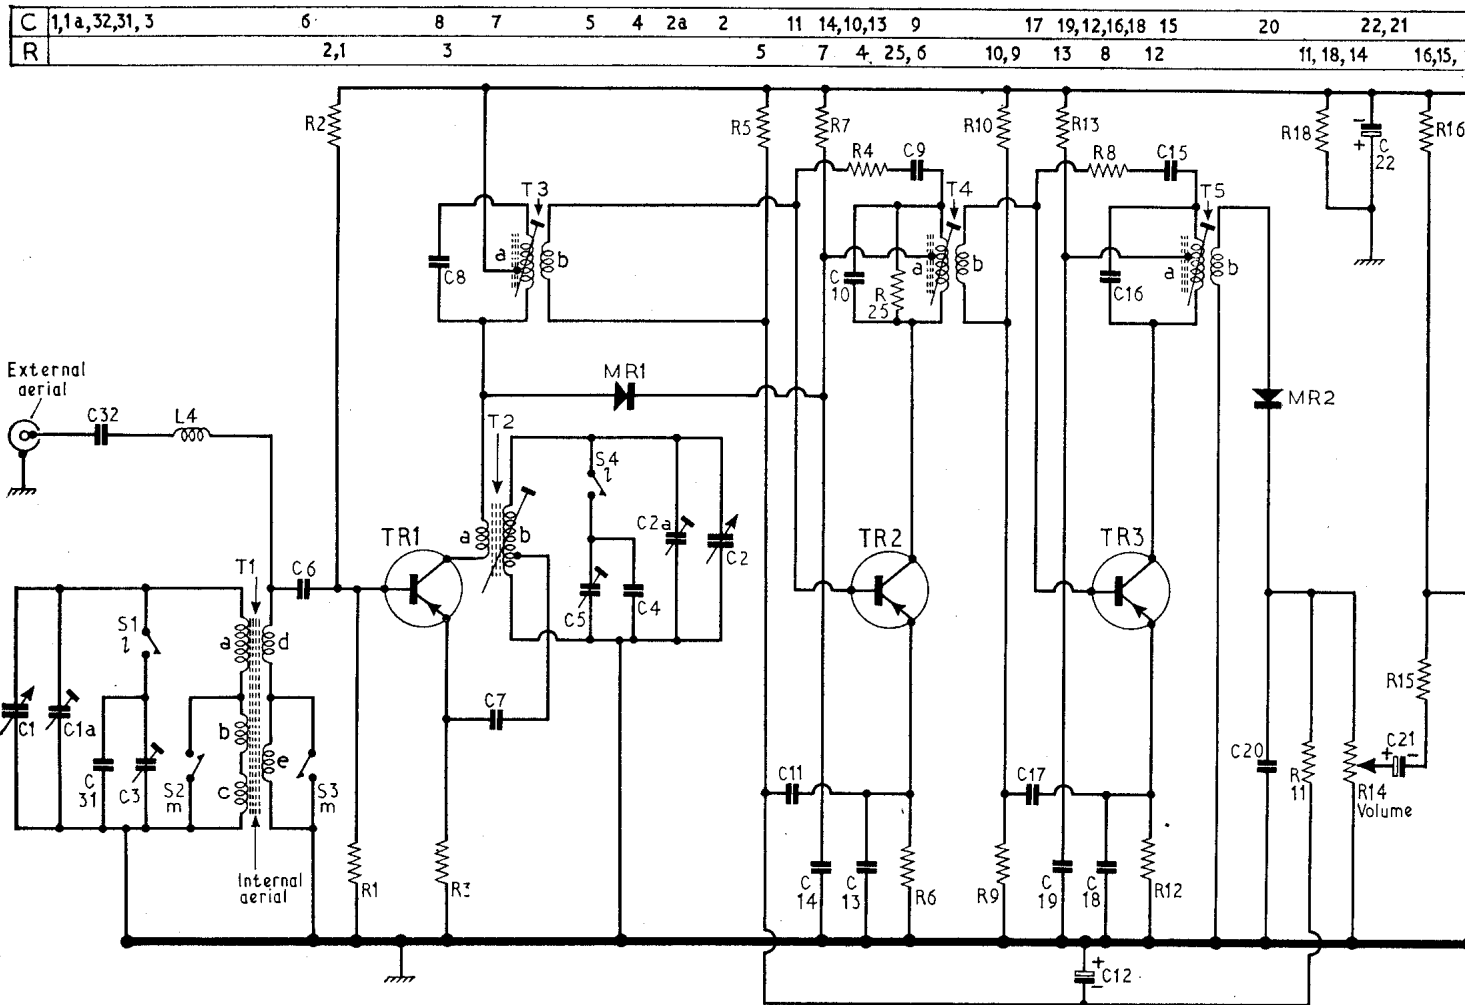 C 1,1a,32,31,3 6 8 7 5 4 2a 2 11 14,10,13 9 17 19,12,16,18 15 20 22,21
R 2,1 3 5 7 4 25,6 10,9 13 8 12 11,18,14 16,15,
R2
R5
R7
R10
R13
R18
C 22
R16
R4
C9
R8
C15
T3
T4
T5
a
b
C8
C 10
R 25
a
b
C16
a
b
External aerial
C32
L4
MR1
MR2
T2
S4 l
C2a
C2
a
b
C5
C4
TR1
TR2
TR3
T1
C6
S1 l
a
d
b
e
c
C1
C1a
C 31
C3
S2 m
S3 m
C7
Internal aerial
R1
R3
C11
C 14
C 13
R6
C17
R9
C 19
C 18
R12
C20
R 11
R14 Volume
R15
C21
+ -
+ - C12